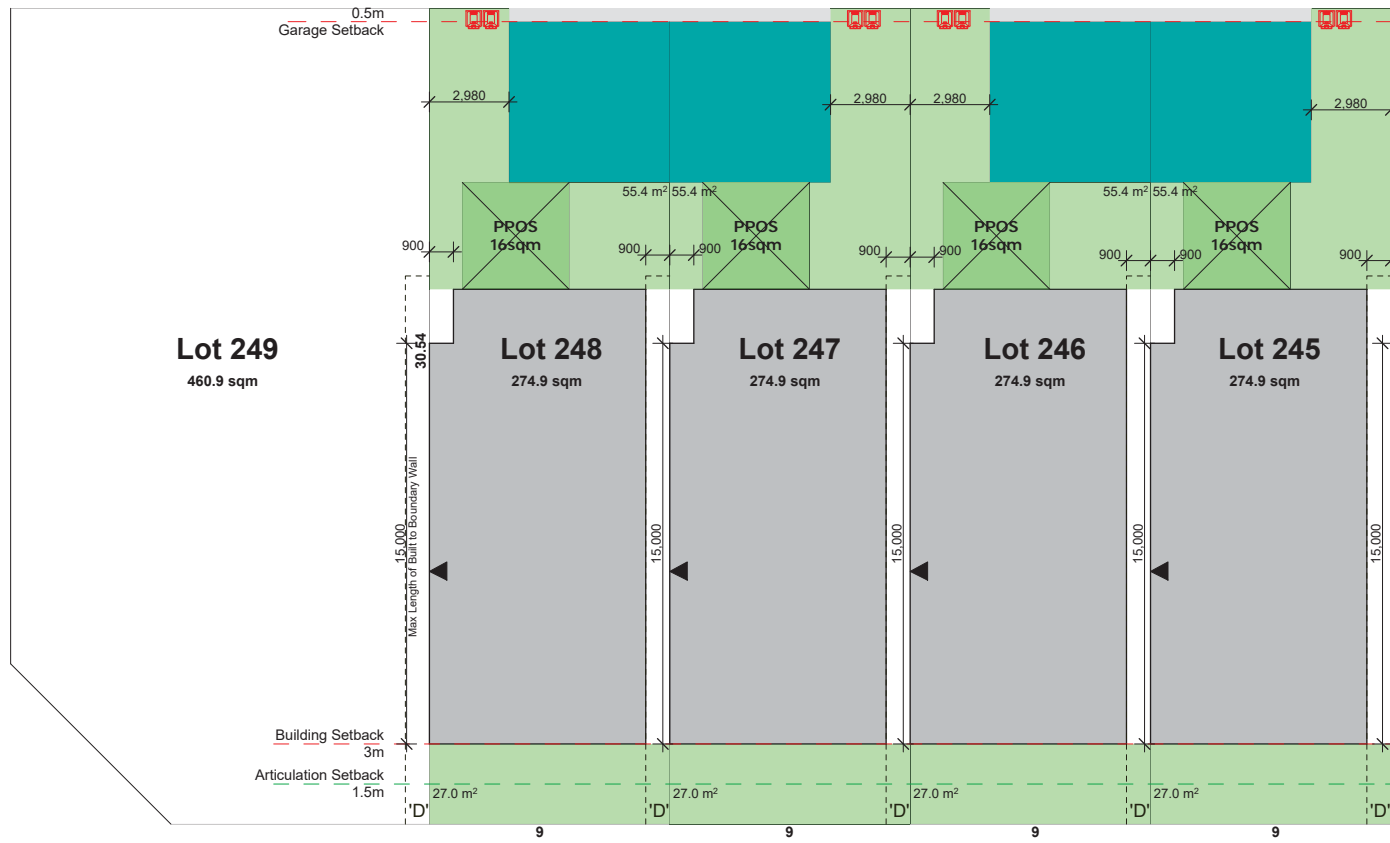 0.5m
Garage Setback
2,980
2,980
2,980
2,980
55.4 m² 55.4 m²
55.4 m² 55.4 m²
PPOS
16sqm
PPOS
16sqm
PPOS
16sqm
PPOS
16sqm
900
900
900
900
900
900
900
900
Lot 249
460.9 sqm
30.54
Lot 248
274.9 sqm
Lot 247
274.9 sqm
Lot 246
274.9 sqm
Lot 245
274.9 sqm
15,000
Max Length of Built to Boundary Wall
15,000
15,000
15,000
15,000
Building Setback
3m
Articulation Setback
1.5m
27.0 m²
27.0 m²
27.0 m²
27.0 m²
'D'
'D'
'D'
'D'
'D'
9
9
9
9